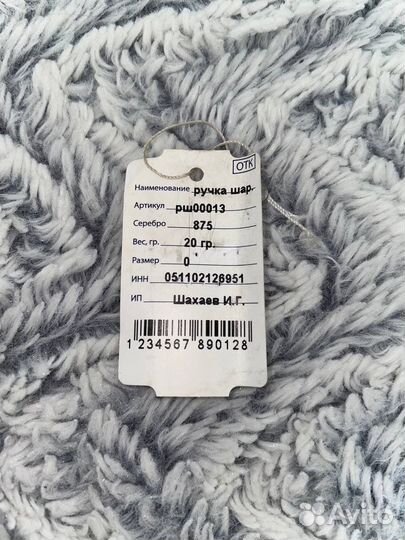 ОТК
Наименование ручка шар.
Артикул рш00013
Серебро 875
Вес, гр. 20 гр.
Размер 0
ИНН 051102126951
ИП Шахаев И.Г.
1 234567 890128
Avito